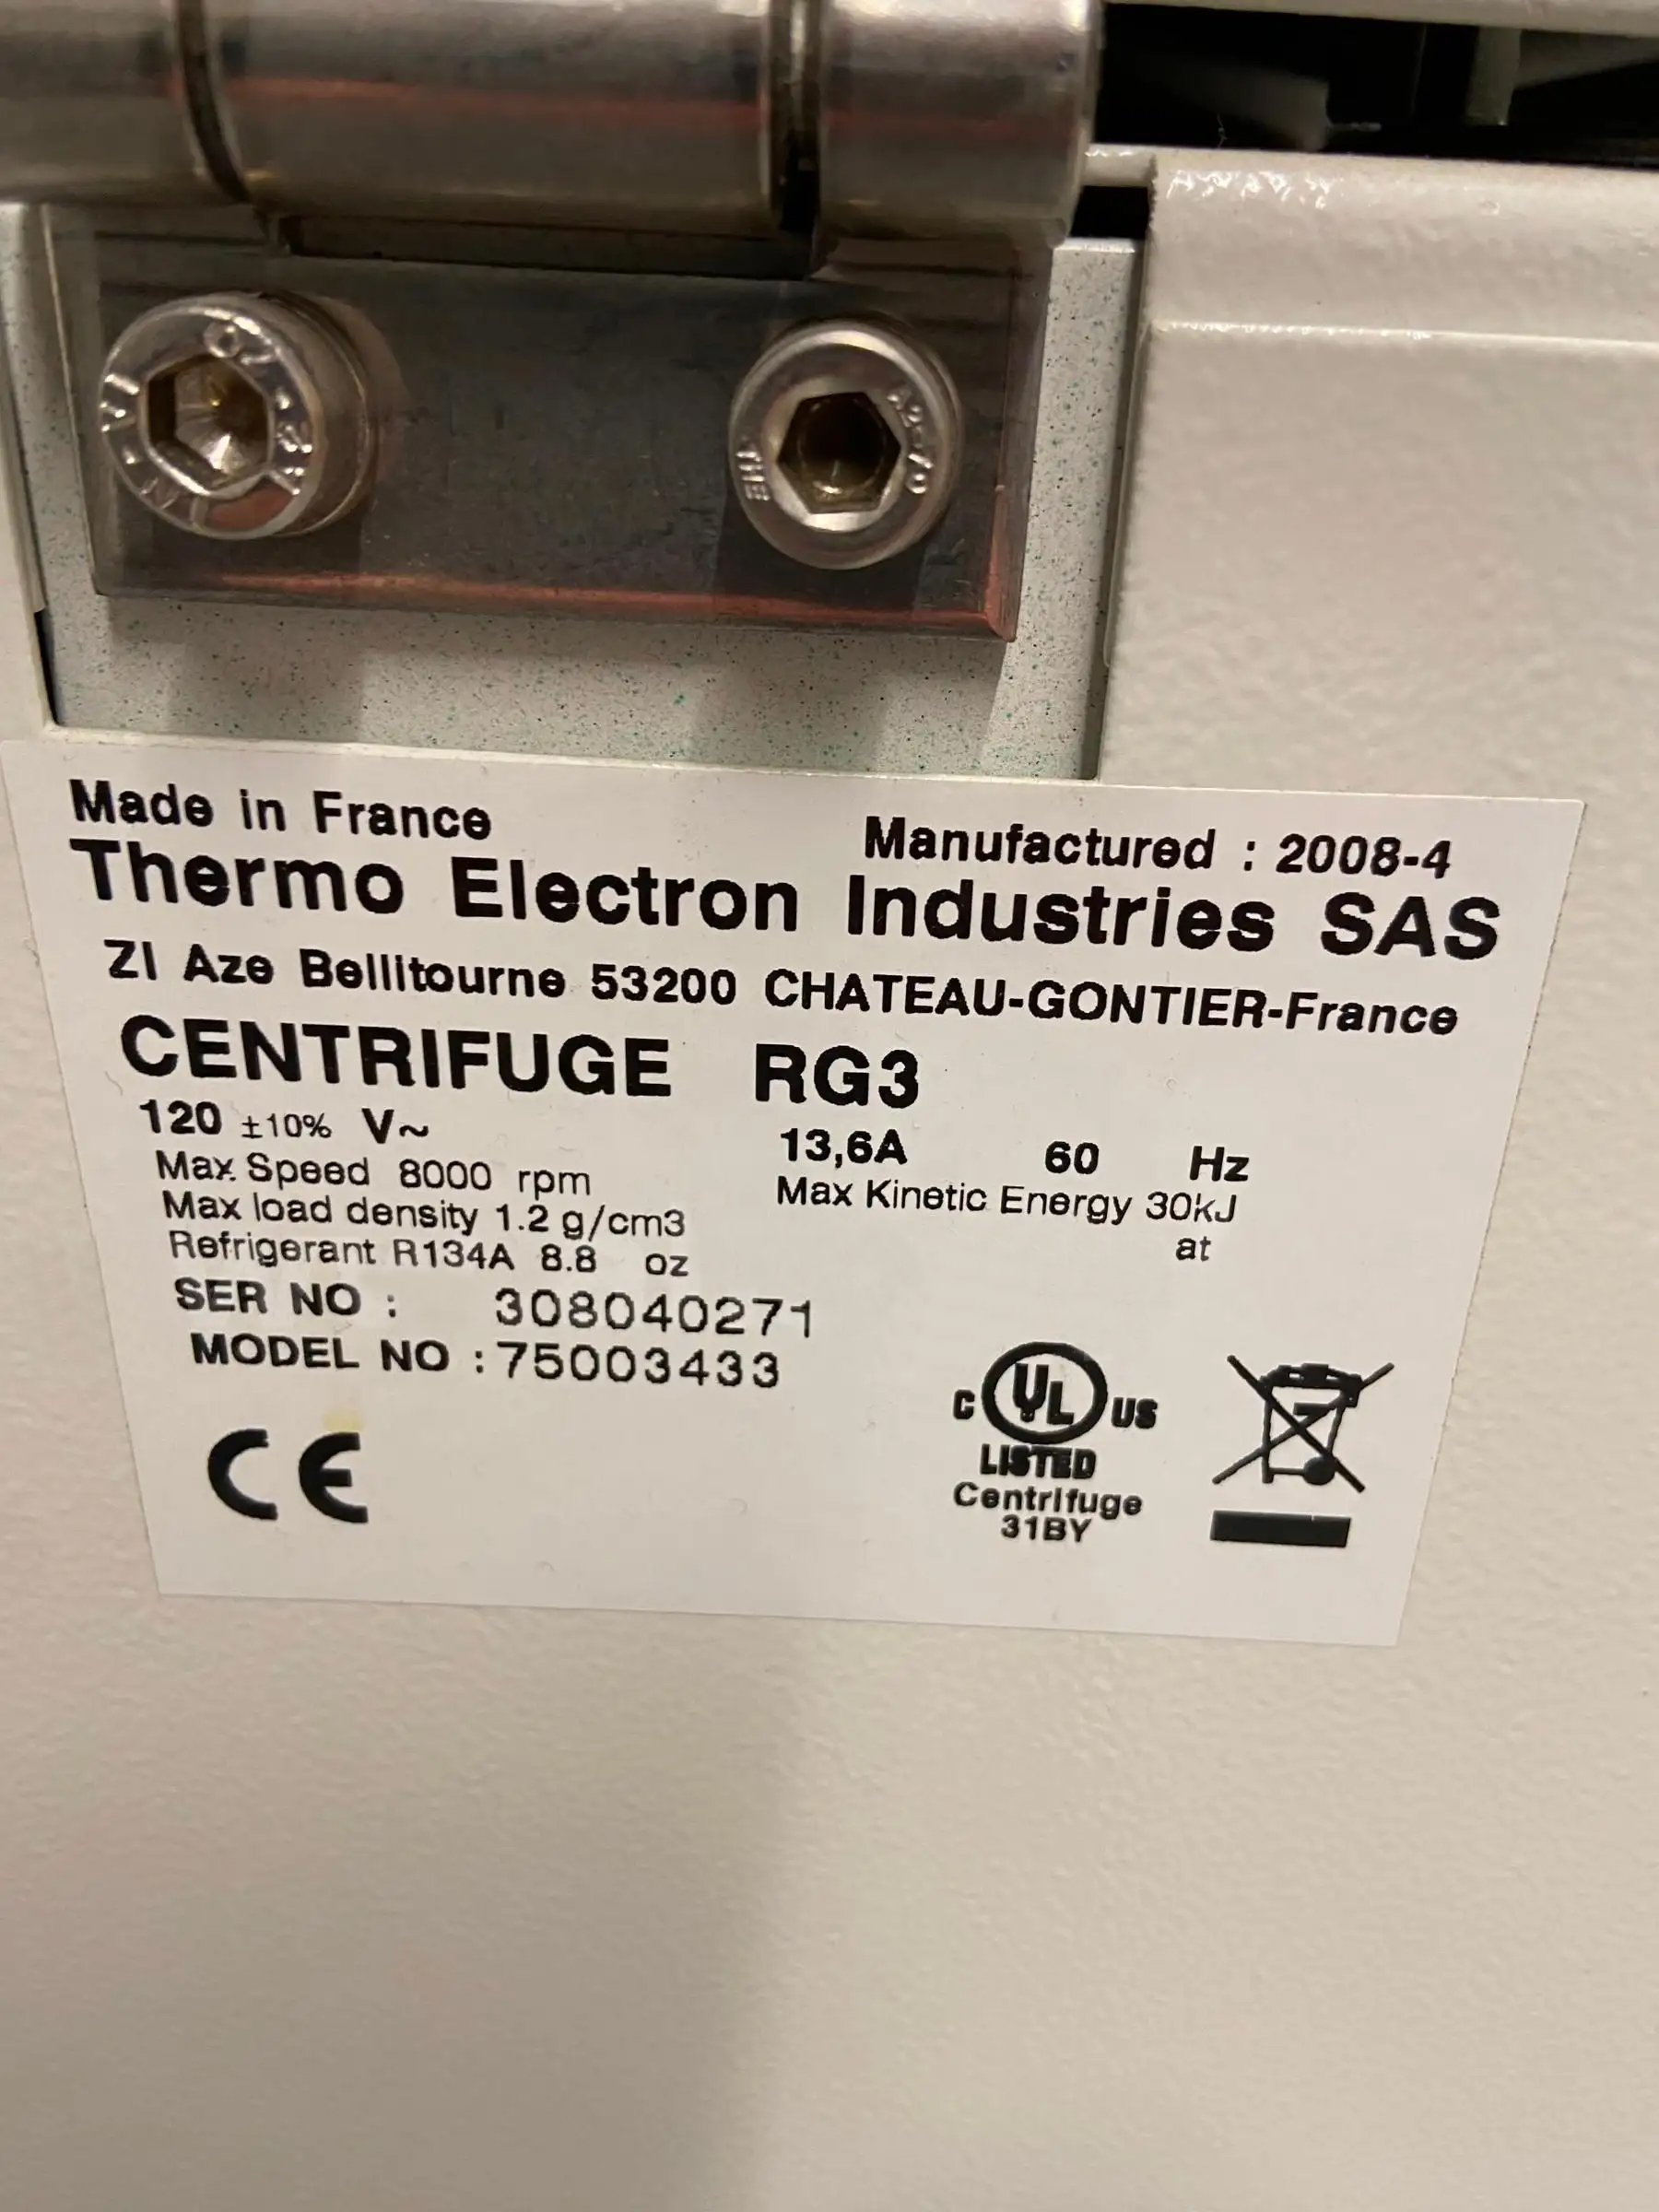 A2-70
THE
Made in France
Manufactured : 2008-4
Thermo Electron Industries SAS
ZI Aze Bellitourne 53200 CHATEAU-GONTIER-France
CENTRIFUGE RG3
120 ±10% V~ 13,6A 60 Hz
Max Speed 8000 rpm Max Kinetic Energy 30kJ
Max load density 1.2 g/cm3 at
Refrigerant R134A 8.8 oz
SER NO : 308040271
MODEL NO : 75003433
CE
C UL US
LISTED
Centrifuge
31BY